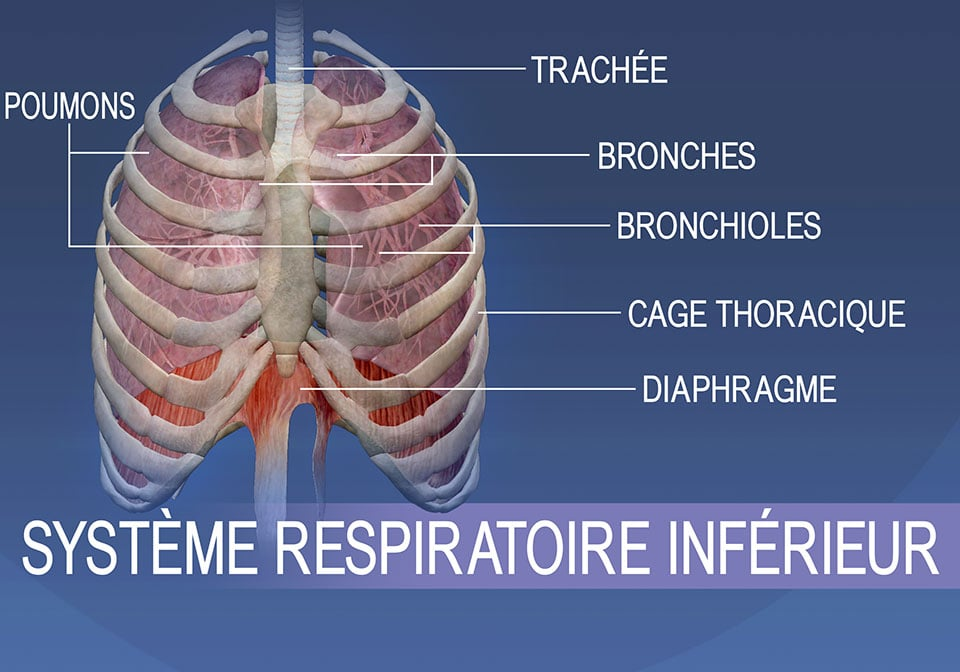 TRACHÉE
POUMONS
BRONCHES
BRONCHIOLES
CAGE THORACIQUE
DIAPHRAGME
SYSTÈME RESPIRATOIRE INFÉRIEUR